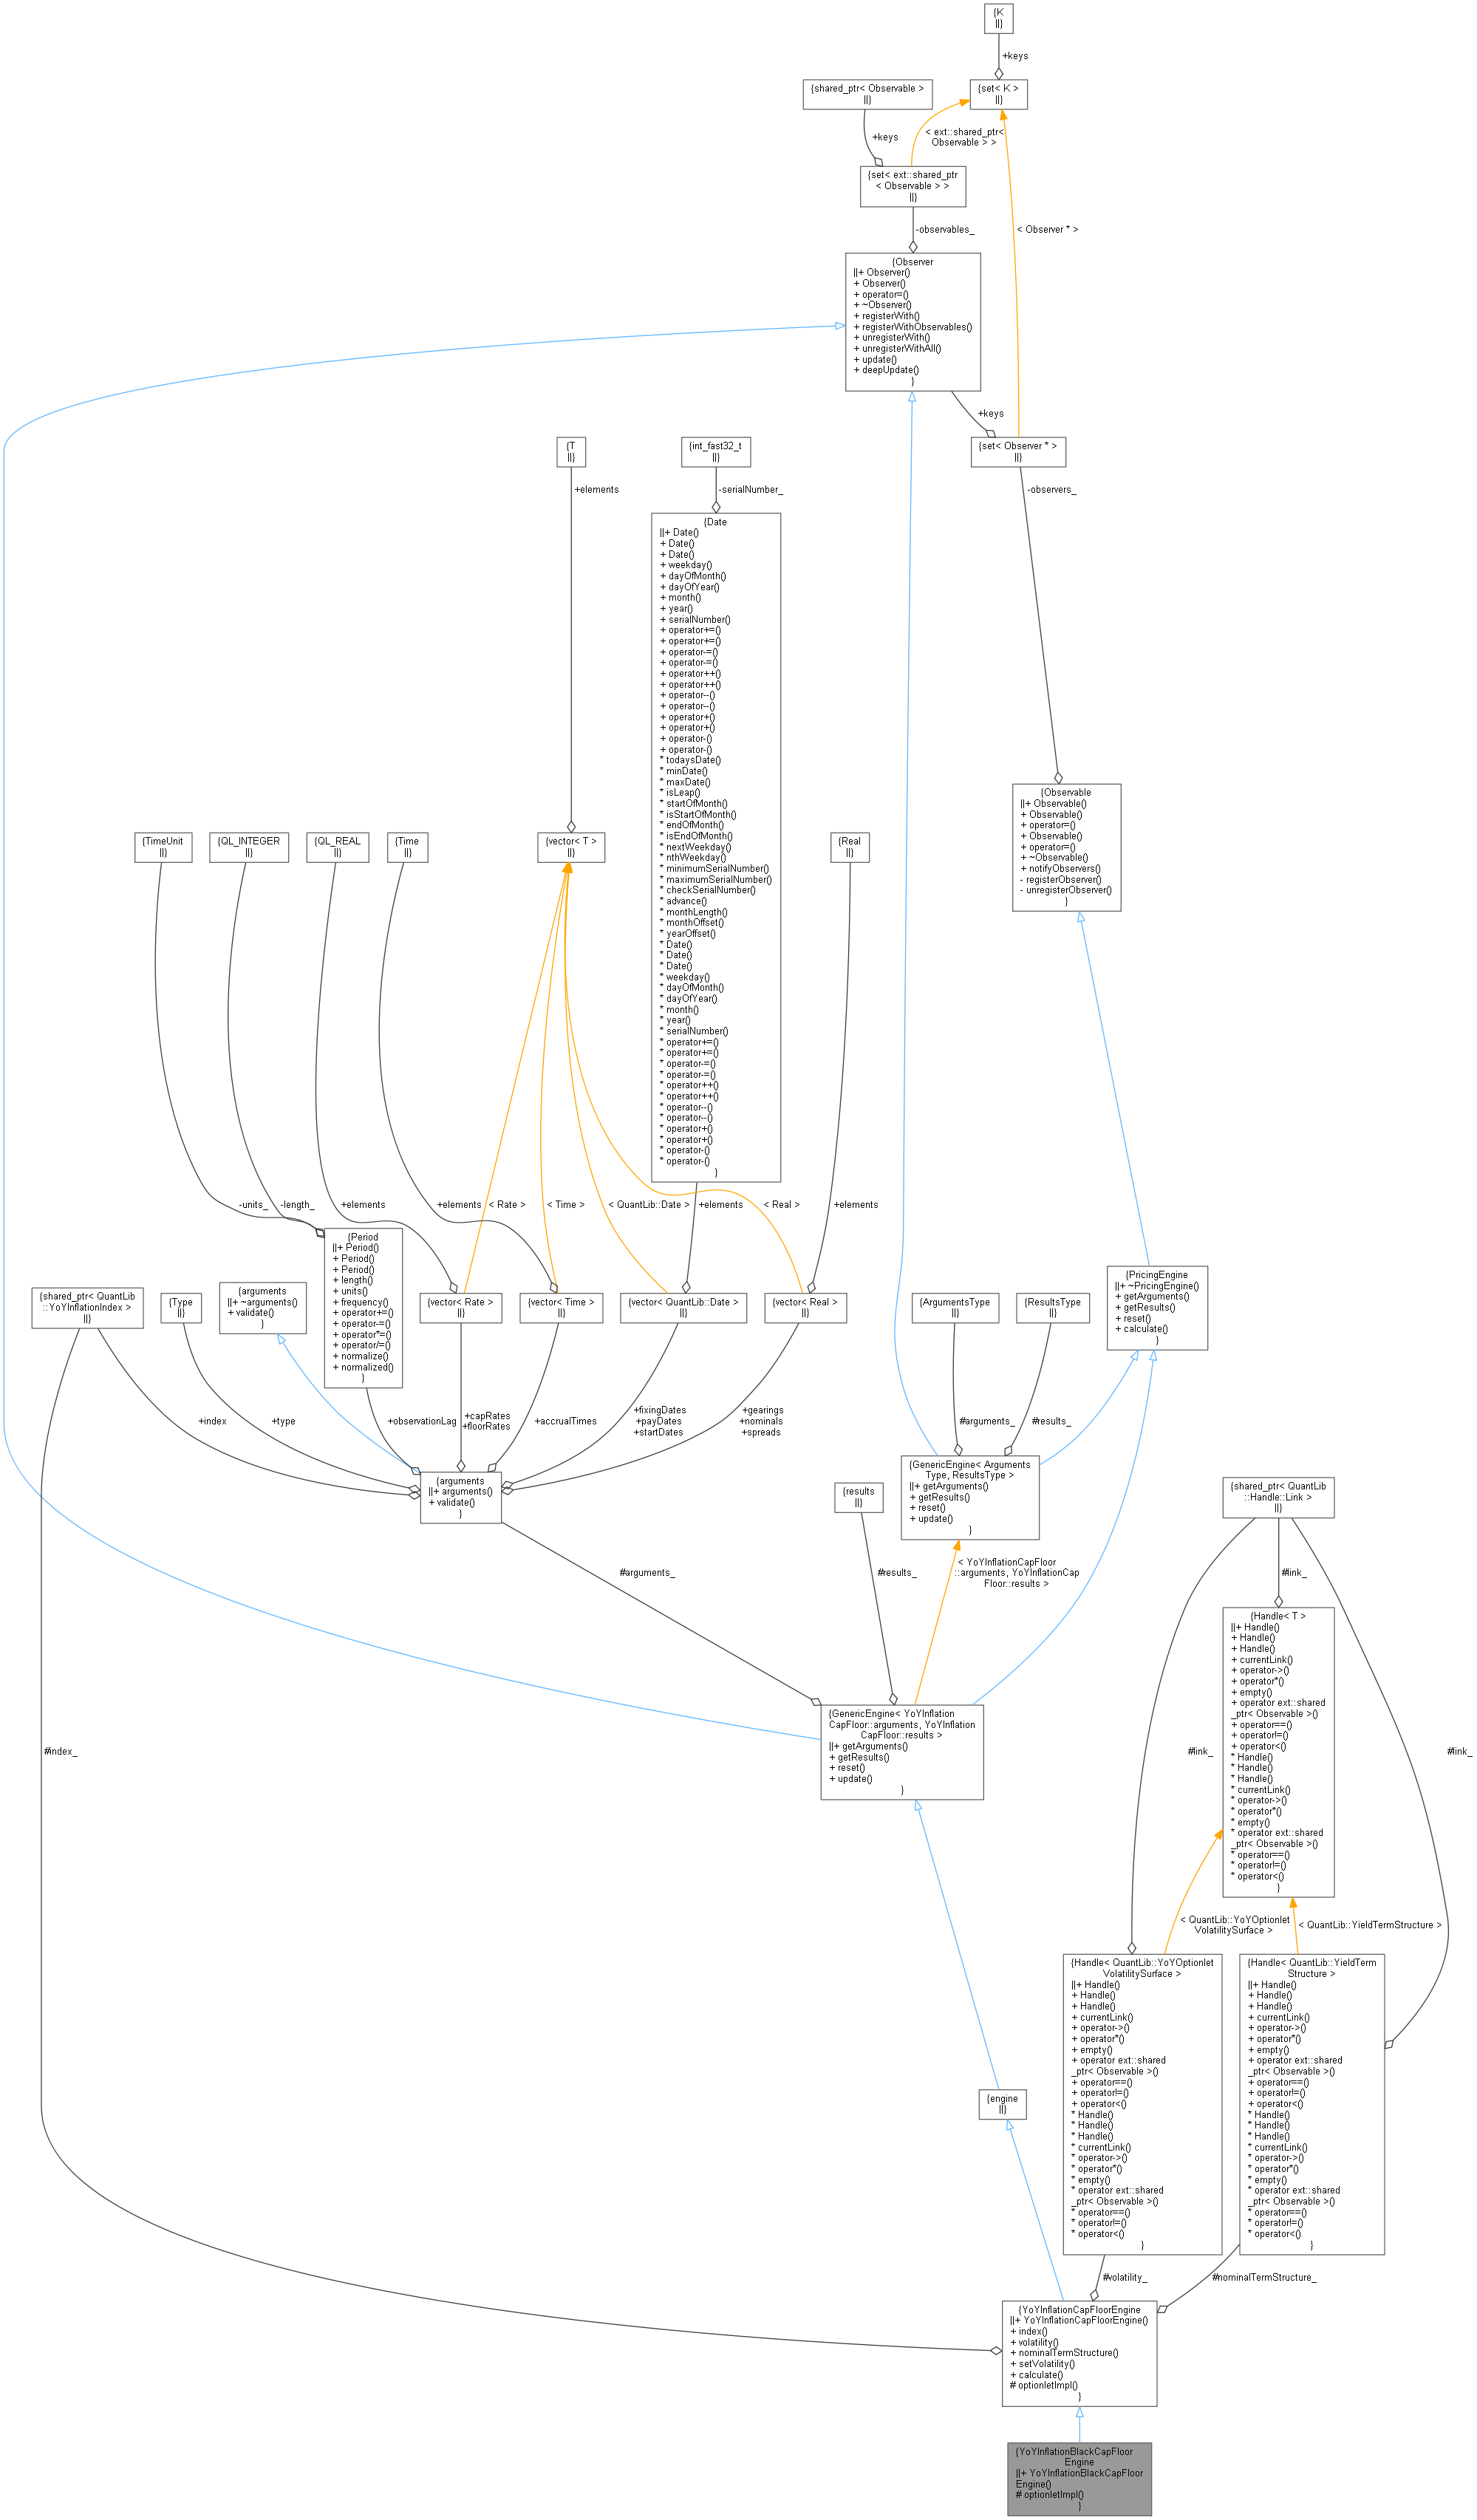 {K
||}
+keys
{shared_ptr< Observable >
||}
{set< K >
||}
+keys
< ext::shared_ptr<
Observable > >
{set< ext::shared_ptr
< Observable > >
||}
-observables_
< Observer * >
{Observer
||+ Observer()
+ Observer()
+ operator=()
+ ~Observer()
+ registerWith()
+ registerWithObservables()
+ unregisterWith()
+ unregisterWithAll()
+ update()
+ deepUpdate()
}
+keys
{T
||}
{int_fast32_t
||}
{set< Observer * >
||}
+elements
-serialNumber_
-observers_
{Date
||+ Date()
+ Date()
+ Date()
+ weekday()
+ dayOfMonth()
+ dayOfYear()
+ month()
+ year()
+ serialNumber()
+ operator+=()
+ operator+=()
+ operator-=()
+ operator-=()
+ operator++()
+ operator++()
+ operator--()
+ operator--()
+ operator+()
+ operator+()
+ operator-()
+ operator-()
* todaysDate()
* minDate()
* maxDate()
* isLeap()
* startOfMonth()
* isStartOfMonth()
* endOfMonth()
* isEndOfMonth()
* nextWeekday()
* nthWeekday()
* minimumSerialNumber()
* maximumSerialNumber()
* checkSerialNumber()
* advance()
* monthLength()
* monthOffset()
* yearOffset()
* Date()
* Date()
* Date()
* weekday()
* dayOfMonth()
* dayOfYear()
* month()
* year()
* serialNumber()
* operator+=()
* operator+=()
* operator-=()
* operator-=()
* operator++()
* operator++()
* operator--()
* operator--()
* operator+()
* operator+()
* operator-()
* operator-()
}
{Observable
||+ Observable()
+ Observable()
+ operator=()
+ Observable()
+ operator=()
+ ~Observable()
+ notifyObservers()
- registerObserver()
- unregisterObserver()
}
{TimeUnit
||}
{QL_INTEGER
||}
{QL_REAL
||}
{Time
||}
{vector< T >
||}
{Real
||}
-units_
-length_
+elements
+elements
< Rate >
< Time >
< QuantLib::Date >
+elements
< Real >
+elements
{shared_ptr< QuantLib
::YoYInflationIndex >
||}
{Type
||}
{arguments
||+ ~arguments()
+ validate()
}
{Period
||+ Period()
+ Period()
+ Period()
+ length()
+ units()
+ frequency()
+ operator+=()
+ operator-=()
+ operator*=()
+ operator/=()
+ normalize()
+ normalized()
}
{vector< Rate >
||}
{vector< Time >
||}
{vector< QuantLib::Date >
||}
{vector< Real >
||}
{ArgumentsType
||}
{ResultsType
||}
{PricingEngine
||+ ~PricingEngine()
+ getArguments()
+ getResults()
+ reset()
+ calculate()
}
+index
+type
+observationLag
+capRates
+floorRates
+accrualTimes
+fixingDates
+payDates
+startDates
+gearings
+nominals
+spreads
#arguments_
#results_
{arguments
||+ arguments()
+ validate()
}
{results
||}
{GenericEngine< Arguments
Type, ResultsType >
||+ getArguments()
+ getResults()
+ reset()
+ update()
}
{shared_ptr< QuantLib
::Handle::Link >
||}
#arguments_
#results_
< YoYInflationCapFloor
::arguments, YoYInflationCap
Floor::results >
#link_
{Handle< T >
||+ Handle()
+ Handle()
+ Handle()
+ currentLink()
+ operator->()
+ operator*()
+ empty()
+ operator ext::shared
_ptr< Observable >()
+ operator==()
+ operator!=()
+ operator<()
* Handle()
* Handle()
* Handle()
* currentLink()
* operator->()
* operator*()
* empty()
* operator ext::shared
_ptr< Observable >()
* operator==()
* operator!=()
* operator<()
}
{GenericEngine< YoYInflation
CapFloor::arguments, YoYInflation
CapFloor::results >
||+ getArguments()
+ getResults()
+ reset()
+ update()
}
#index_
#link_
#link_
< QuantLib::YoYOptionlet
VolatilitySurface >
< QuantLib::YieldTermStructure >
{Handle< QuantLib::YoYOptionlet
VolatilitySurface >
||+ Handle()
+ Handle()
+ Handle()
+ currentLink()
+ operator->()
+ operator*()
+ empty()
+ operator ext::shared
_ptr< Observable >()
+ operator==()
+ operator!=()
+ operator<()
* Handle()
* Handle()
* Handle()
* currentLink()
* operator->()
* operator*()
* empty()
* operator ext::shared
_ptr< Observable >()
* operator==()
* operator!=()
* operator<()
}
{Handle< QuantLib::YieldTerm
Structure >
||+ Handle()
+ Handle()
+ Handle()
+ currentLink()
+ operator->()
+ operator*()
+ empty()
+ operator ext::shared
_ptr< Observable >()
+ operator==()
+ operator!=()
+ operator<()
* Handle()
* Handle()
* Handle()
* currentLink()
* operator->()
* operator*()
* empty()
* operator ext::shared
_ptr< Observable >()
* operator==()
* operator!=()
* operator<()
}
{engine
||}
#volatility_
#nominalTermStructure_
{YoYInflationCapFloorEngine
||+ YoYInflationCapFloorEngine()
+ index()
+ volatility()
+ nominalTermStructure()
+ setVolatility()
+ calculate()
# optionletImpl()
}
{YoYInflationBlackCapFloor
Engine
||+ YoYInflationBlackCapFloor
Engine()
# optionletImpl()
}